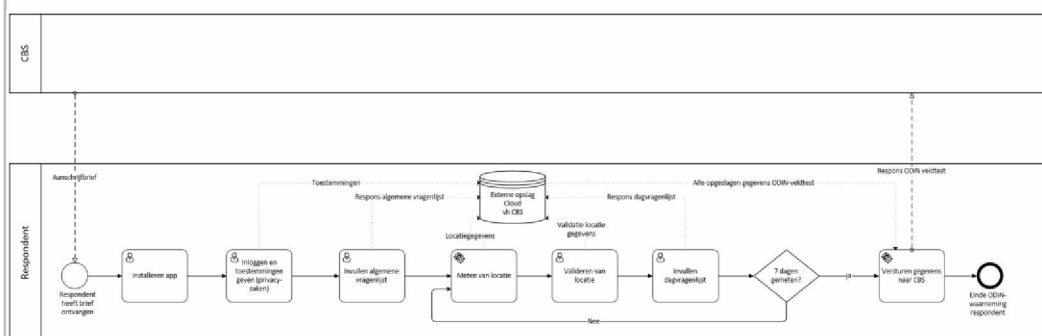 CBS
Aanschrijfbrief
Respons ODiN veldtest
Respondent
Toestemmingen
Respons algemene vragenlijst
Externe opslag
Cloud
vh CBS
Alle opgeslagen gegevens ODiN-veldtest
Respons dagvragenlijst
Locatiegegevens
Validatie locatie
gegevens
Respondent
heeft brief
ontvangen
Installeren app
Inloggen en
toestemmingen
geven (privacy-
zaken)
Invullen algemene
vragenlijst
Meten van locatie
Valideren van
locatie
Invullen
dagvragenlijst
7 dagen
gemeten?
ja
Nee
Versturen gegevens
naar CBS
Einde ODiN-
waarneming
respondent